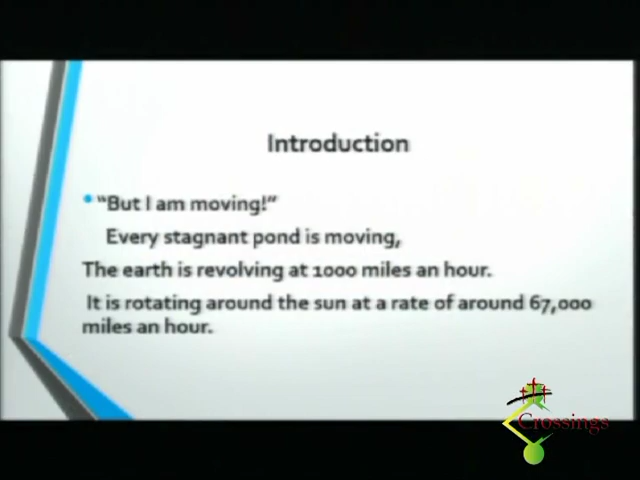 Introduction
• "But I am moving!"
Every stagnant pond is moving,
The earth is revolving at 1000 miles an hour.
It is rotating around the sun at a rate of around 67,000
miles an hour.
Crossings